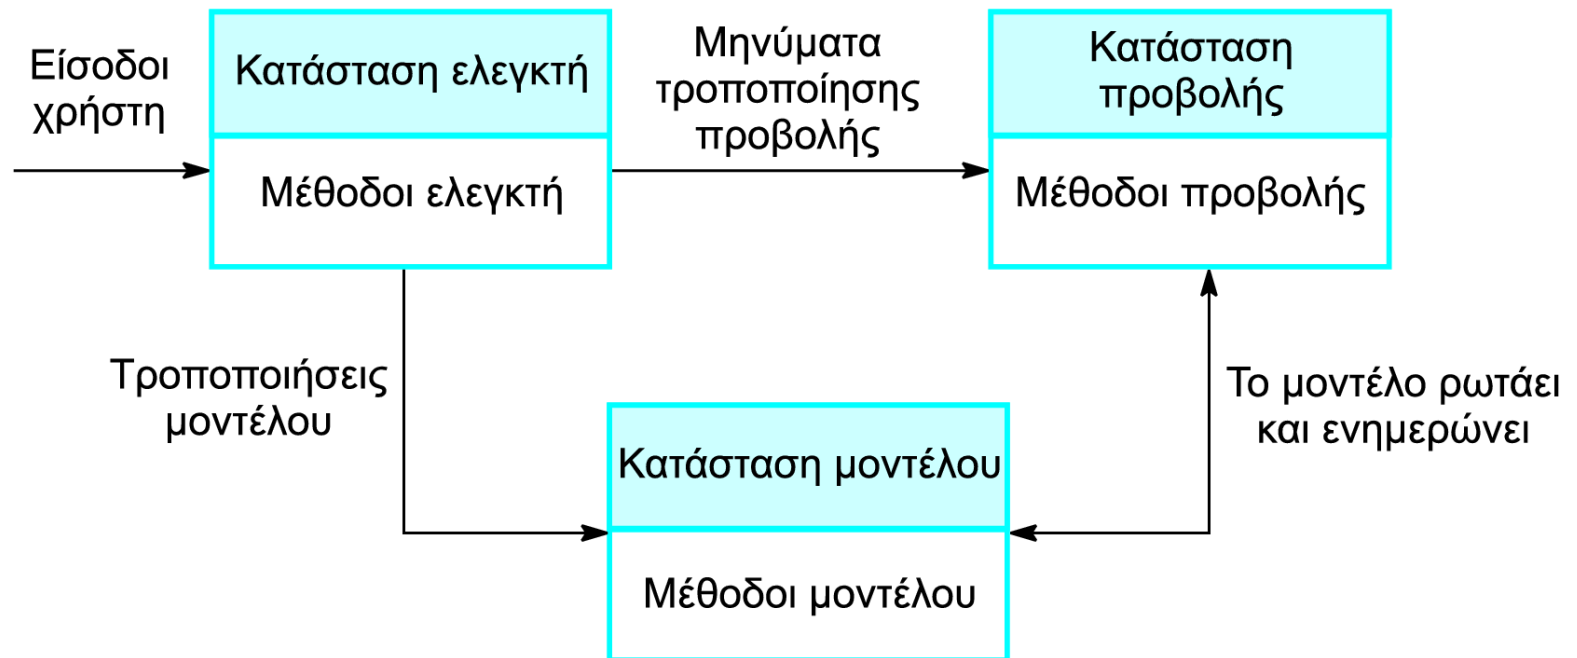 Είσοδοι
χρήστη
Κατάσταση ελεγκτή
Μέθοδοι ελεγκτή
Μηνύματα
τροποποίησης
προβολής
Κατάσταση
προβολής
Μέθοδοι προβολής
Τροποποιήσεις
μοντέλου
Κατάσταση μοντέλου
Μέθοδοι μοντέλου
Το μοντέλο ρωτάει
και ενημερώνει